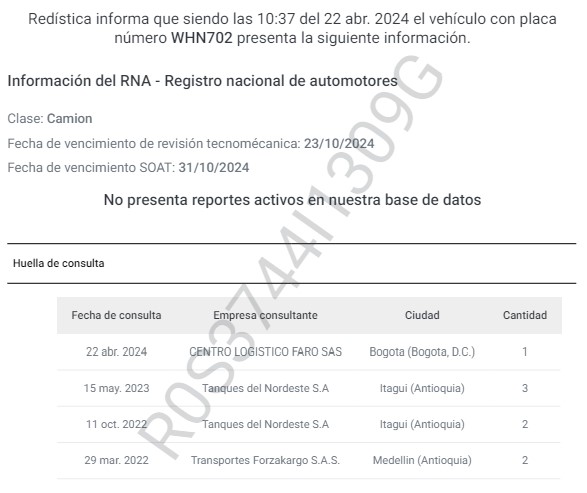 Redística informa que siendo las 10:37 del 22 abr. 2024 el vehículo con placa
número WHN702 presenta la siguiente información.
Información del RNA - Registro nacional de automotores
Clase: Camion
Fecha de vencimiento de revisión tecnomécanica: 23/10/2024
Fecha de vencimiento SOAT: 31/10/2024
No presenta reportes activos en nuestra base de datos
Huella de consulta
Fecha de consulta Empresa consultante Ciudad Cantidad
22 abr. 2024 CENTRO LOGISTICO FARO SAS Bogota (Bogota, D.C.) 1
15 may. 2023 Tanques del Nordeste S.A Itagui (Antioquia) 3
11 oct. 2022 Tanques del Nordeste S.A Itagui (Antioquia) 2
29 mar. 2022 Transportes Forzakargo S.A.S. Medellin (Antioquia) 2
R0S3744I1309G